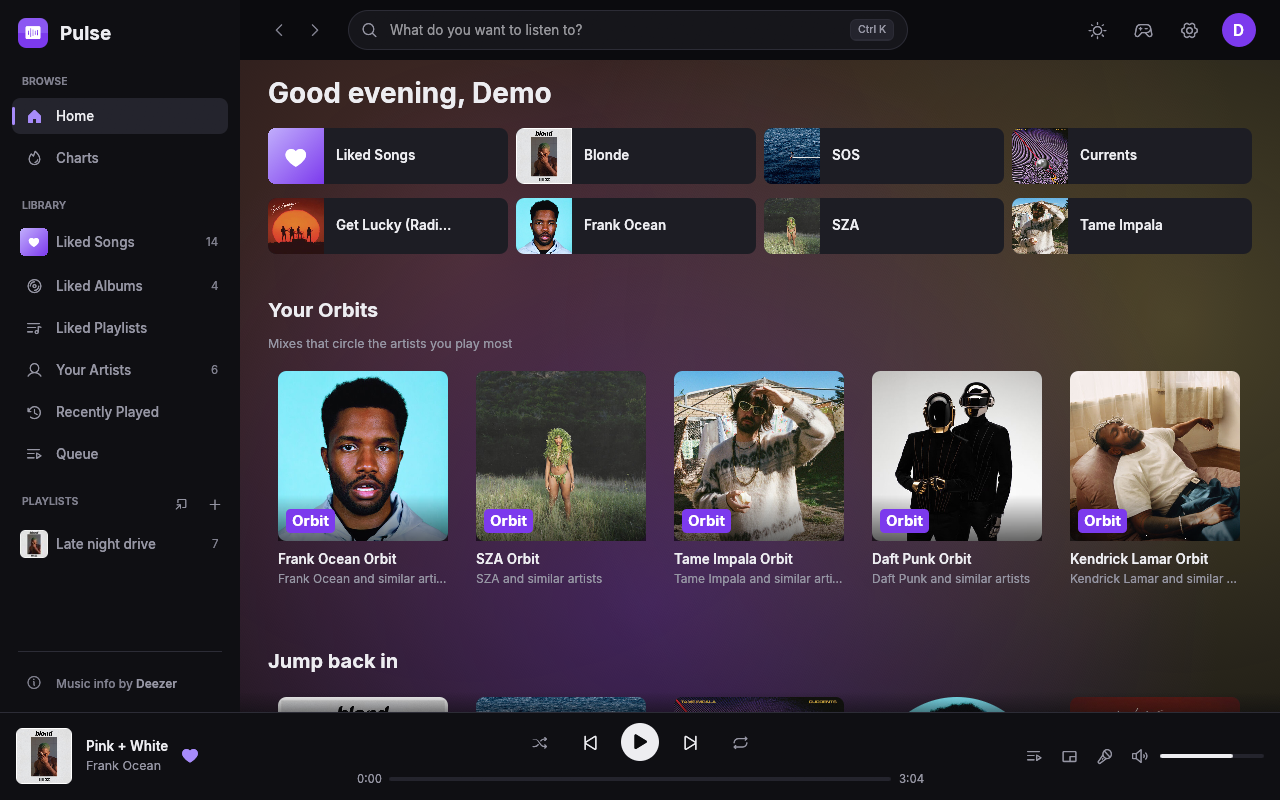 Pulse
What do you want to listen to?
Ctrl K
D
BROWSE
Home
Charts
LIBRARY
Liked Songs 14
Liked Albums 4
Liked Playlists
Your Artists 6
Recently Played
Queue
PLAYLISTS
Late night drive 7
Music info by Deezer
Good evening, Demo
Liked Songs
blond
Blonde
SOS
Currents
Get Lucky (Radi...
Frank Ocean
SZA
Tame Impala
Your Orbits
Mixes that circle the artists you play most
Orbit
Orbit
Orbit
Orbit
Orbit
Frank Ocean Orbit
Frank Ocean and similar arti...
SZA Orbit
SZA and similar artists
Tame Impala Orbit
Tame Impala and similar arti...
Daft Punk Orbit
Daft Punk and similar artists
Kendrick Lamar Orbit
Kendrick Lamar and similar ...
Jump back in
blond
TAME IMPALA
CURRENTS
blond
Pink + White
Frank Ocean
0:00
3:04